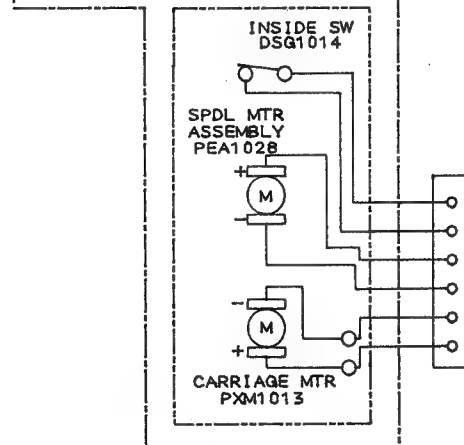 INSIDE SW
DSG1014
SPDL MTR
ASSEMBLY
PEA1028
+
M
-
-
M
+
CARRIAGE MTR
PXM1013